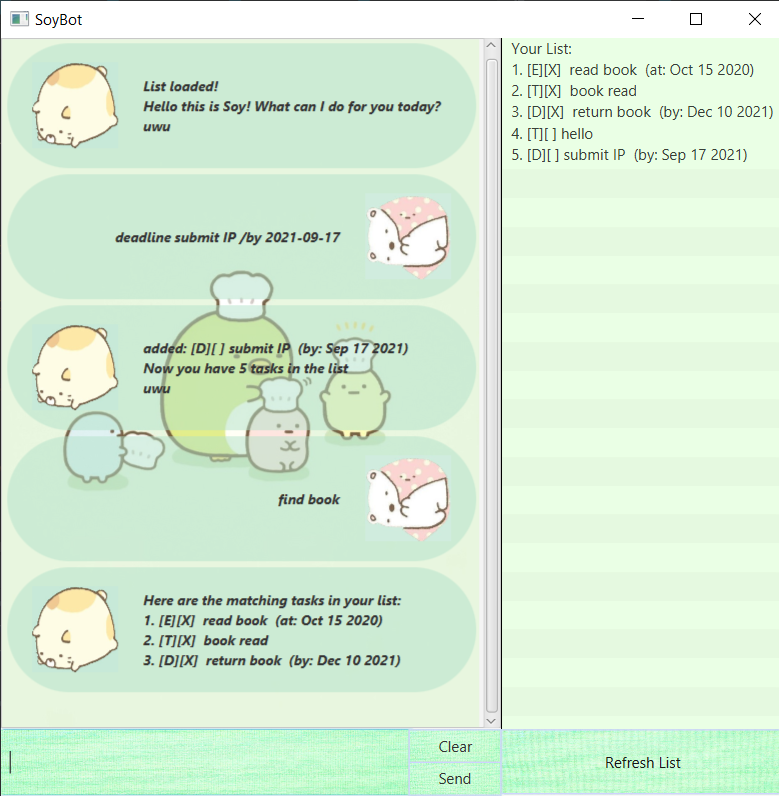 SoyBot
List loaded!
Hello this is Soy! What can I do for you today?
uwu
deadline submit IP /by 2021-09-17
added: [D][ ] submit IP  (by: Sep 17 2021)
Now you have 5 tasks in the list
uwu
find book
Here are the matching tasks in your list:
1. [E][X]  read book  (at: Oct 15 2020)
2. [T][X]  book read
3. [D][X]  return book  (by: Dec 10 2021)
Your List:
1. [E][X]  read book  (at: Oct 15 2020)
2. [T][X]  book read
3. [D][X]  return book  (by: Dec 10 2021)
4. [T][ ] hello
5. [D][ ] submit IP  (by: Sep 17 2021)
Clear
Send
Refresh List